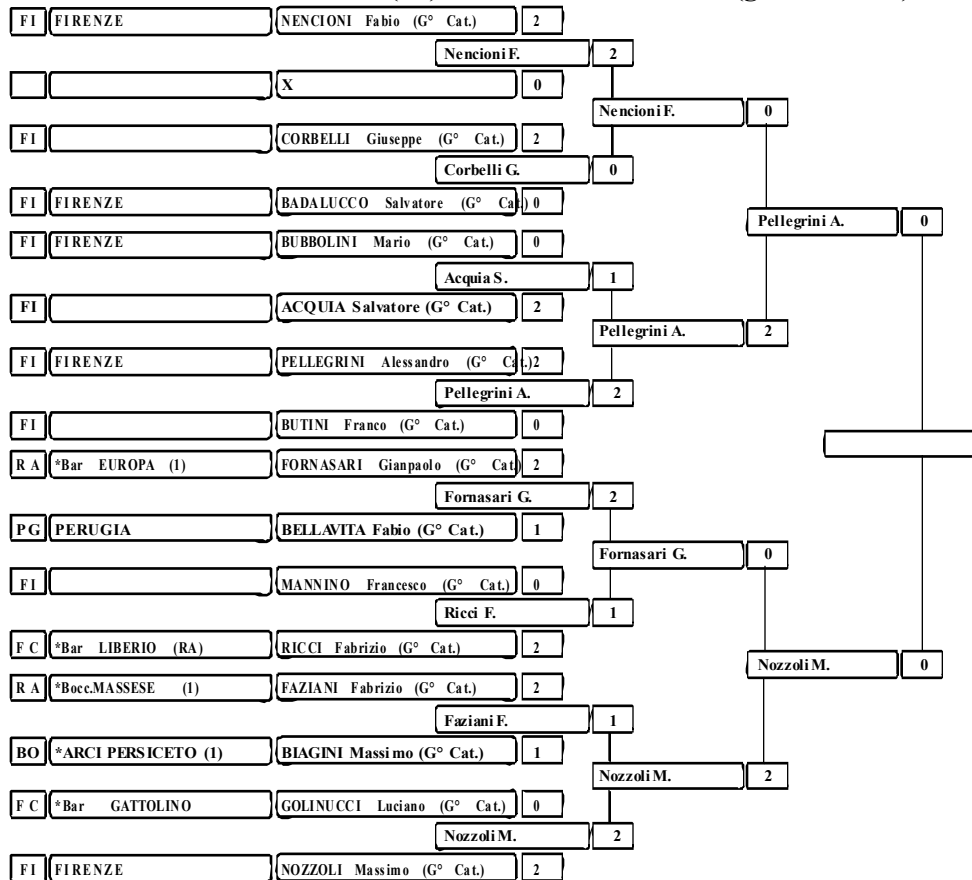 FI FIRENZE NENCIONI Fabio (G° Cat.) 2
Nencioni F. 2
X 0
Nencioni F. 0
FI CORBELLI Giuseppe (G° Cat.) 2
Corbelli G. 0
FI FIRENZE BADALUCCO Salvatore (G° Cat.) 0
Pellegrini A. 0
FI FIRENZE BUBBOLINI Mario (G° Cat.) 0
Acquia S. 1
FI ACQUIA Salvatore (G° Cat.) 2
Pellegrini A. 2
FI FIRENZE PELLEGRINI Alessandro (G° Cat.) 2
Pellegrini A. 2
FI BUTINI Franco (G° Cat.) 0
RA *Bar EUROPA (1) FORNASARI Gianpaolo (G° Cat.) 2
Fornasari G. 2
PG PERUGIA BELLAVITA Fabio (G° Cat.) 1
Fornasari G. 0
FI MANNINO Francesco (G° Cat.) 0
Ricci F. 1
FC *Bar LIBERIO (RA) RICCI Fabrizio (G° Cat.) 2
Nozzoli M. 0
RA *Bocc.MASSESE (1) FAZIANI Fabrizio (G° Cat.) 2
Faziani F. 1
BO *ARCI PERSICETO (1) BIAGINI Massimo (G° Cat.) 1
Nozzoli M. 2
FC *Bar GATTOLINO GOLINUCCI Luciano (G° Cat.) 0
Nozzoli M. 2
FI FIRENZE NOZZOLI Massimo (G° Cat.) 2